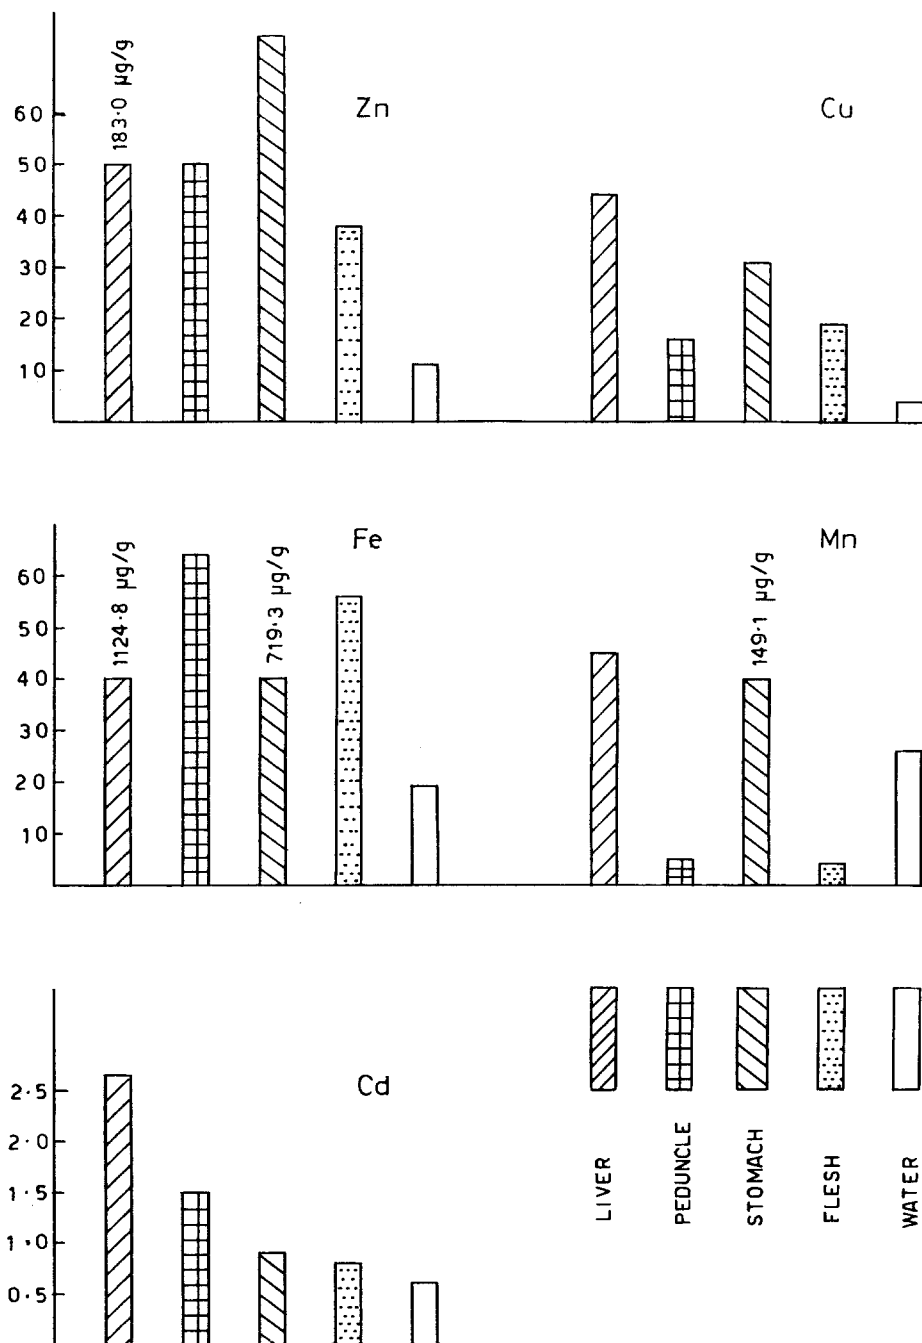 183·0 µg/g
Zn
Cu
60
50
40
30
20
10
1124·8 µg/g
719·3 µg/g
149·1 µg/g
Fe
Mn
60
50
40
30
20
10
Cd
2·5
2·0
1·5
1·0
0·5
LIVER
PEDUNCLE
STOMACH
FLESH
WATER